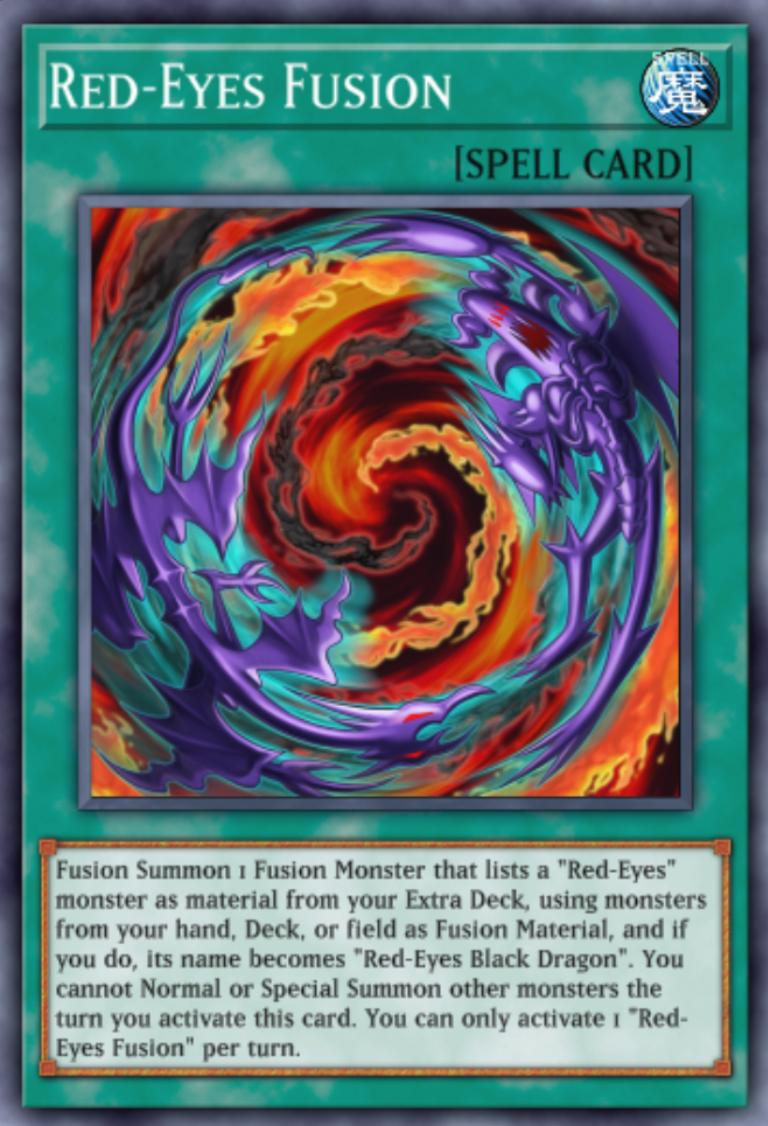 RED-EYES FUSION
SPELL
魔
[SPELL CARD]
Fusion Summon 1 Fusion Monster that lists a "Red-Eyes"
monster as material from your Extra Deck, using monsters
from your hand, Deck, or field as Fusion Material, and if
you do, its name becomes "Red-Eyes Black Dragon". You
cannot Normal or Special Summon other monsters the
turn you activate this card. You can only activate 1 "Red-
Eyes Fusion" per turn.